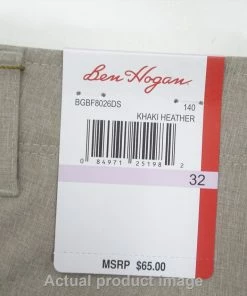 Ben Hogan
BGBF8026DS
140
KHAKI HEATHER
0 84971 25198 2
32
MSRP $65.00
Actual product image